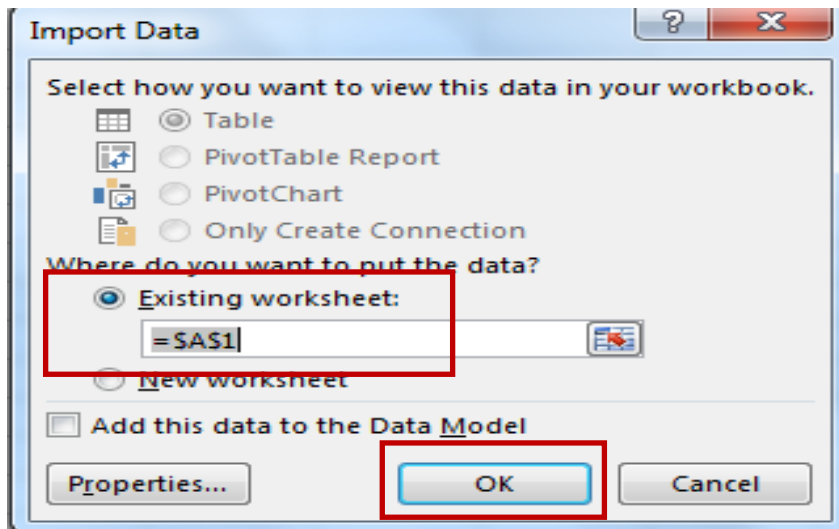 Import Data
Select how you want to view this data in your workbook.
Table
PivotTable Report
PivotChart
Only Create Connection
Where do you want to put the data?
Existing worksheet:
=$A$1
New worksheet
Add this data to the Data Model
Properties... OK Cancel